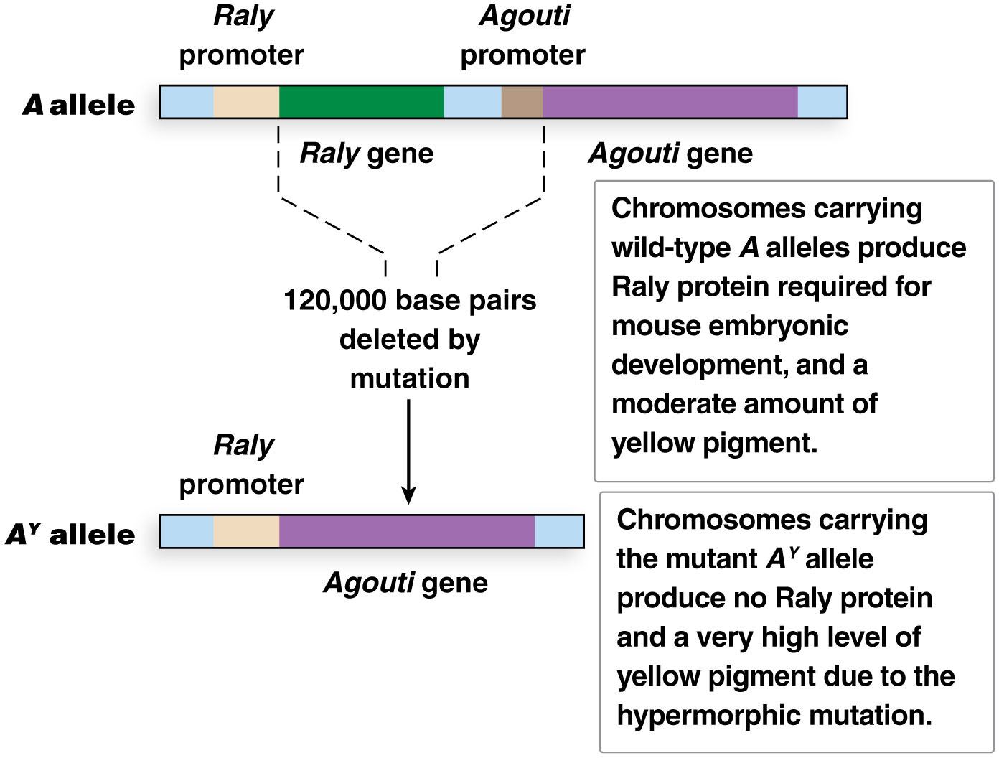 Raly
promoter
Agouti
promoter
A allele
Raly gene
Agouti gene
120,000 base pairs
deleted by
mutation
Chromosomes carrying
wild-type A alleles produce
Raly protein required for
mouse embryonic
development, and a
moderate amount of
yellow pigment.
Raly
promoter
Aʸ allele
Agouti gene
Chromosomes carrying
the mutant Aʸ allele
produce no Raly protein
and a very high level of
yellow pigment due to the
hypermorphic mutation.